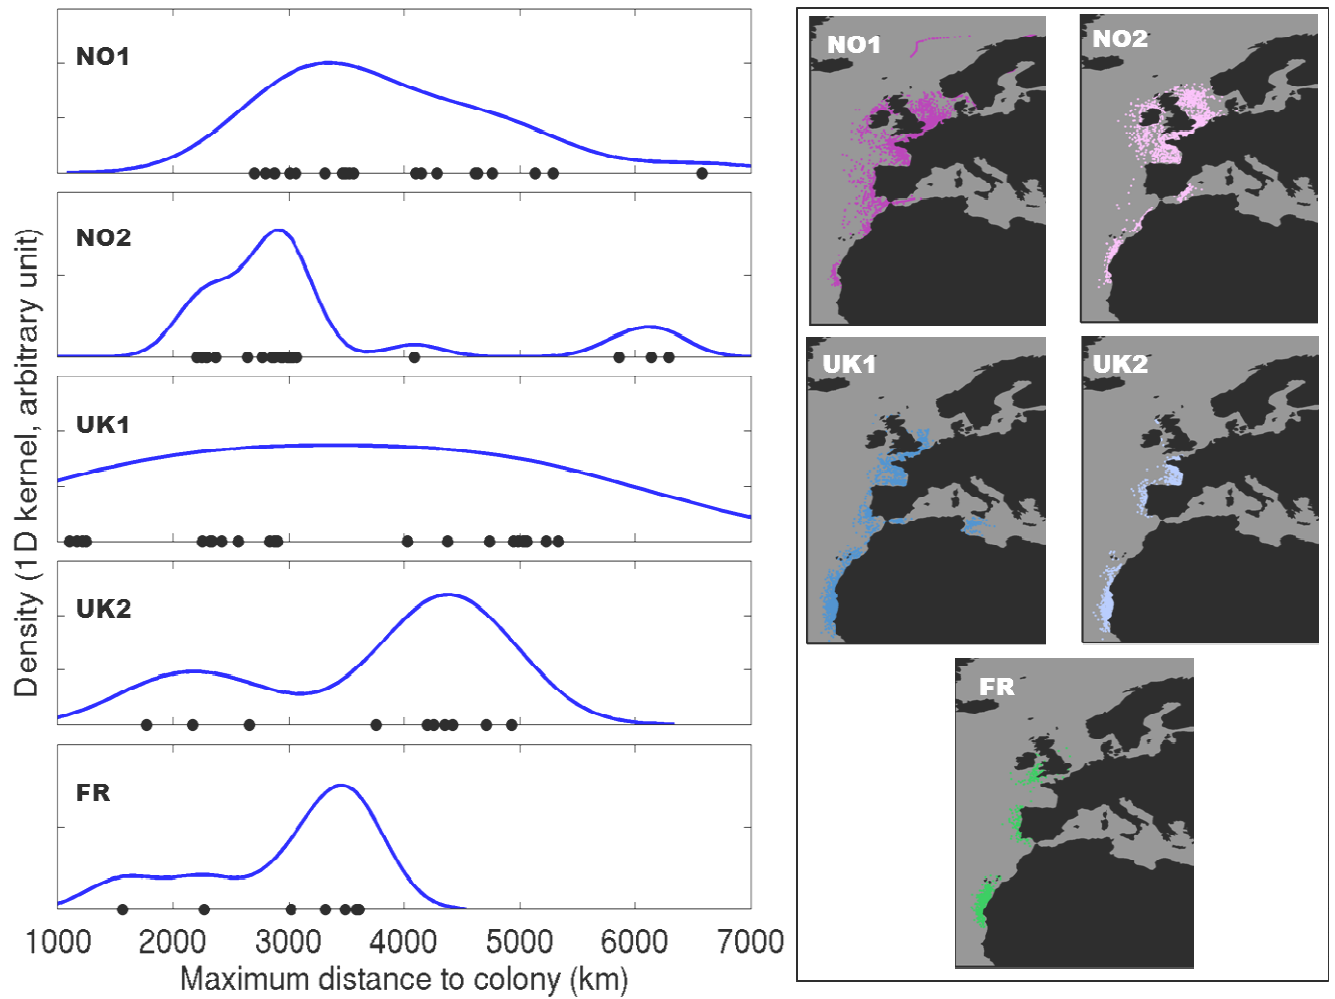 NO1
NO2
UK1
UK2
FR
Density (1D kernel, arbitrary unit)
1000 2000 3000 4000 5000 6000 7000
Maximum distance to colony (km)
NO1
NO2
UK1
UK2
FR